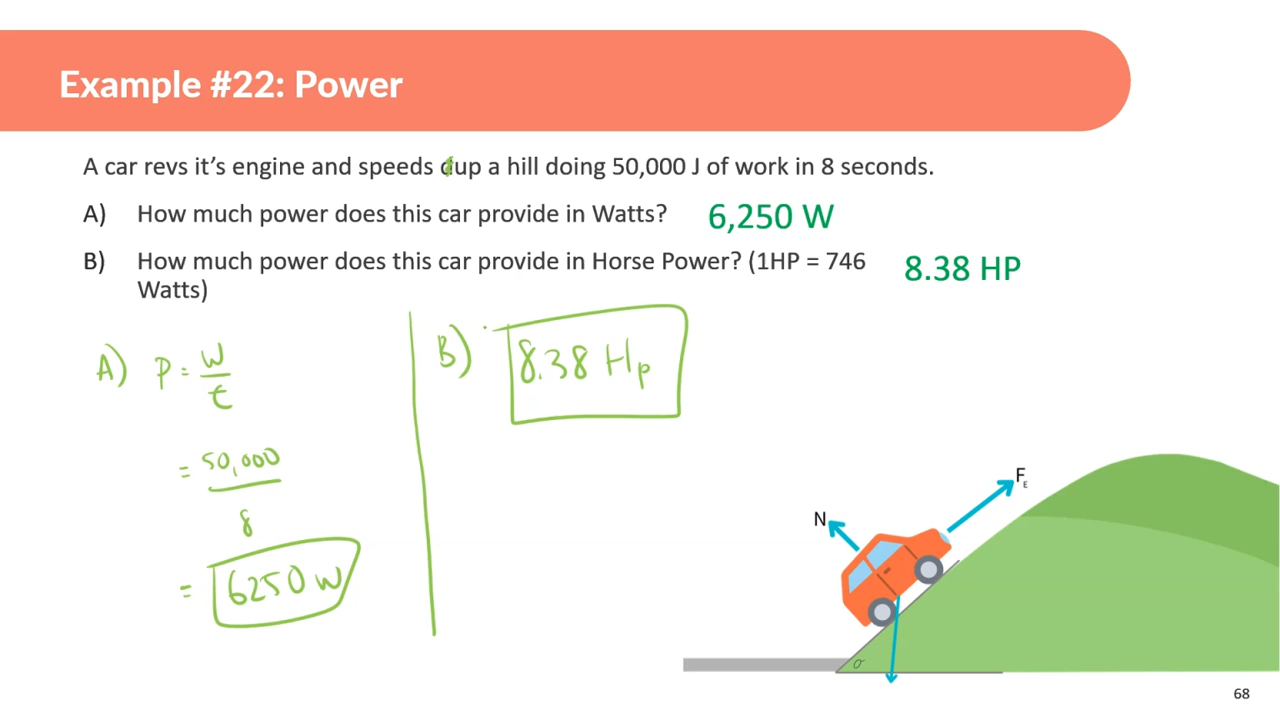 Example #22: Power
A car revs it's engine and speeds up a hill doing 50,000 J of work in 8 seconds.
A) How much power does this car provide in Watts? 6,250 W
B) How much power does this car provide in Horse Power? (1HP = 746
Watts)
8.38 HP
A) P = W
t
= 50,000
8
= 6250 W
B) 8.38 Hp
N
F
E
σ
68